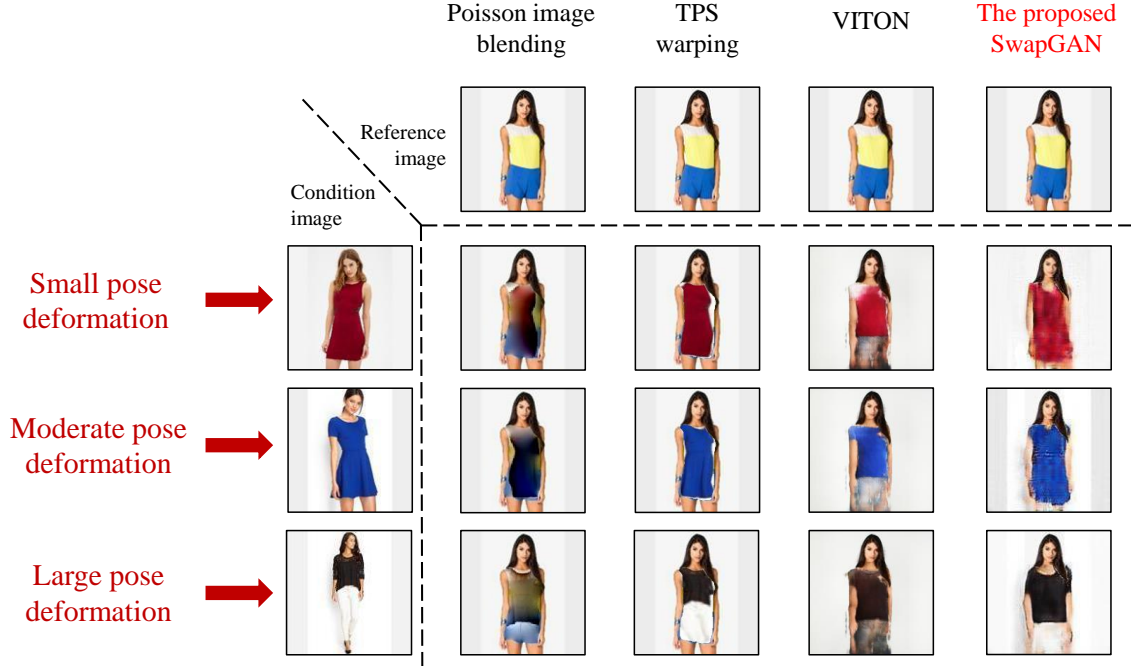 Poisson image
blending
TPS
warping
VITON
The proposed
SwapGAN
Reference
image
Condition
image
Small pose
deformation
Moderate pose
deformation
Large pose
deformation